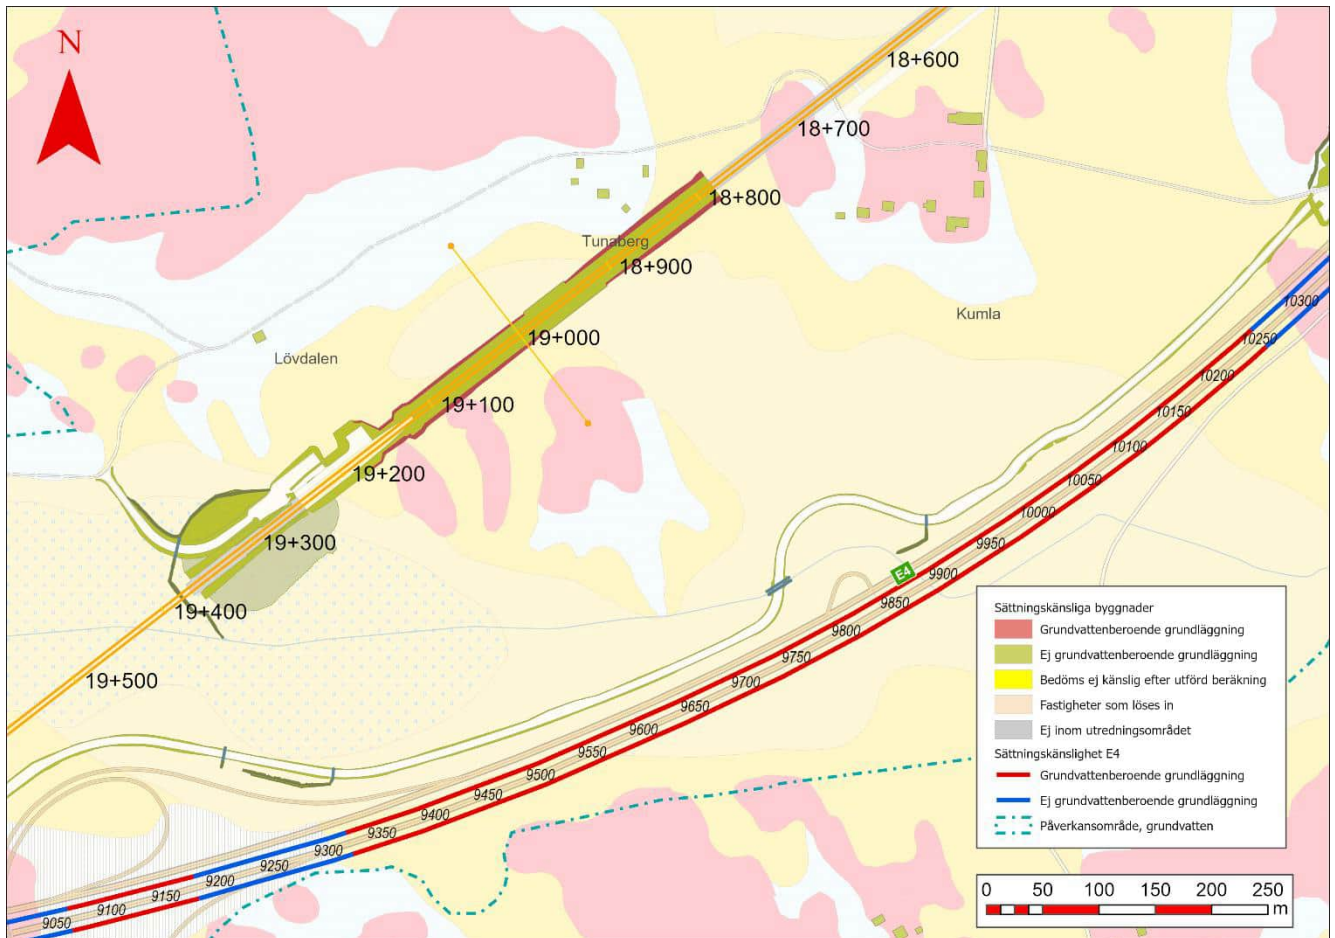 N
18+600
18+700
18+800
Tunaberg
18+900
Kumla
19+000
Lövdalen
19+100
19+200
19+300
19+400
19+500
10300
10250
10200
10150
10100
10050
10000
9950
9900
E4
9850
9800
9750
9700
9650
9600
9550
9500
9450
9400
9350
9300
9250
9200
9150
9100
9050
Sättningskänsliga byggnader
Grundvattenberoende grundläggning
Ej grundvattenberoende grundläggning
Bedöms ej känslig efter utförd beräkning
Fastigheter som löses in
Ej inom utredningsområdet
Sättningskänslighet E4
Grundvattenberoende grundläggning
Ej grundvattenberoende grundläggning
Påverkansområde, grundvatten
0 50 100 150 200 250
m